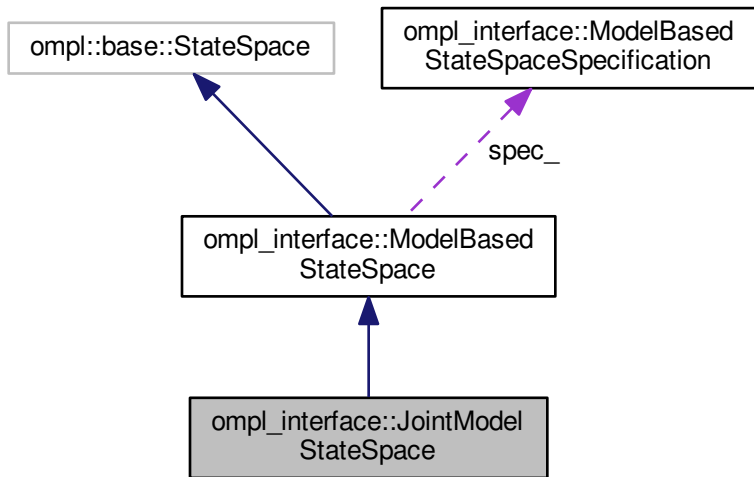 ompl::base::StateSpace
ompl_interface::ModelBased
StateSpaceSpecification
spec_
ompl_interface::ModelBased
StateSpace
ompl_interface::JointModel
StateSpace